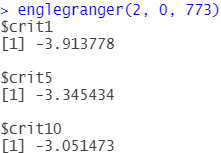 > englegranger(2, 0, 773)
$crit1
[1] -3.913778
$crit5
[1] -3.345434
$crit10
[1] -3.051473